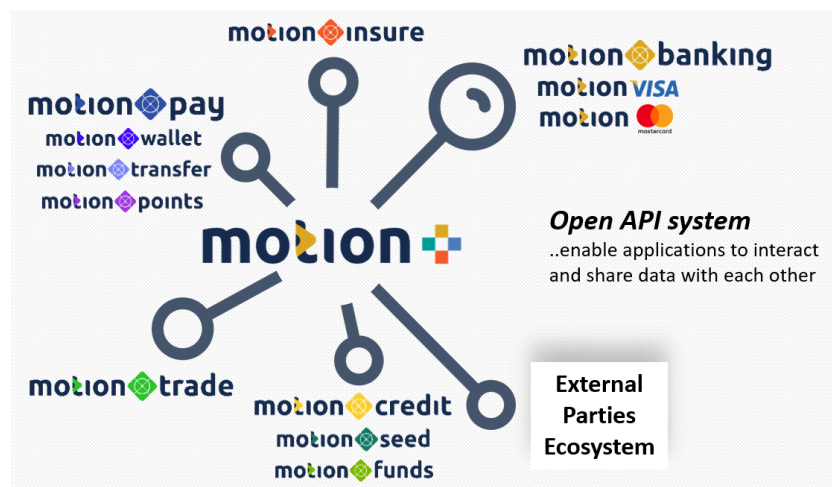 motion insure
motion banking
motion VISA
motion mastercard
motion pay
motion wallet
motion transfer
motion points
motion
Open API system
..enable applications to interact
and share data with each other
motion trade
motion credit
motion seed
motion funds
External
Parties
Ecosystem